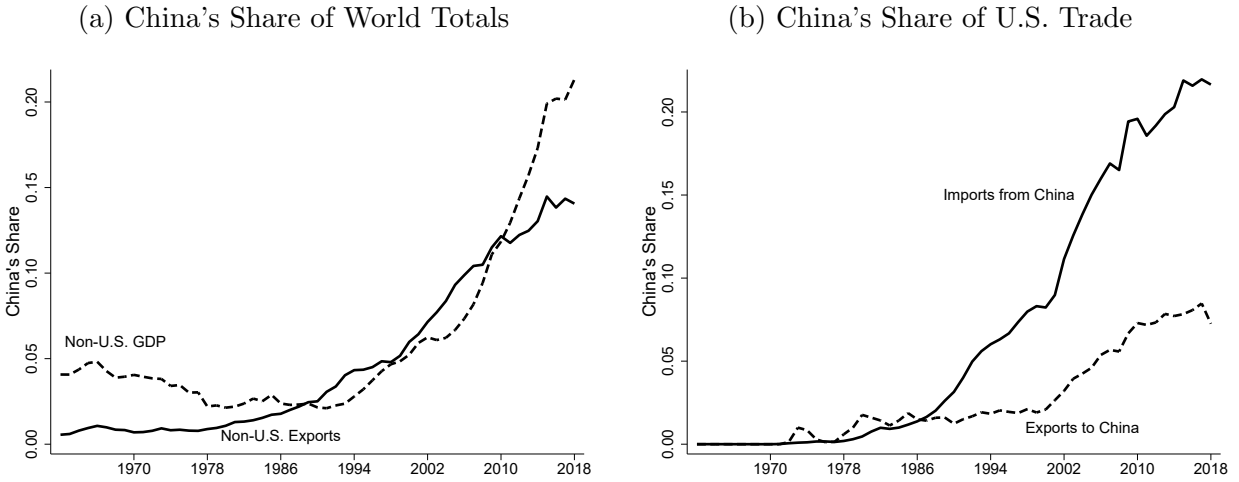 (a) China's Share of World Totals
China's Share
0.20
0.15
0.10
0.05
0.00
Non-U.S. GDP
Non-U.S. Exports
1970 1978 1986 1994 2002 2010 2018
(b) China's Share of U.S. Trade
China's Share
0.20
0.15
0.10
0.05
0.00
Imports from China
Exports to China
1970 1978 1986 1994 2002 2010 2018